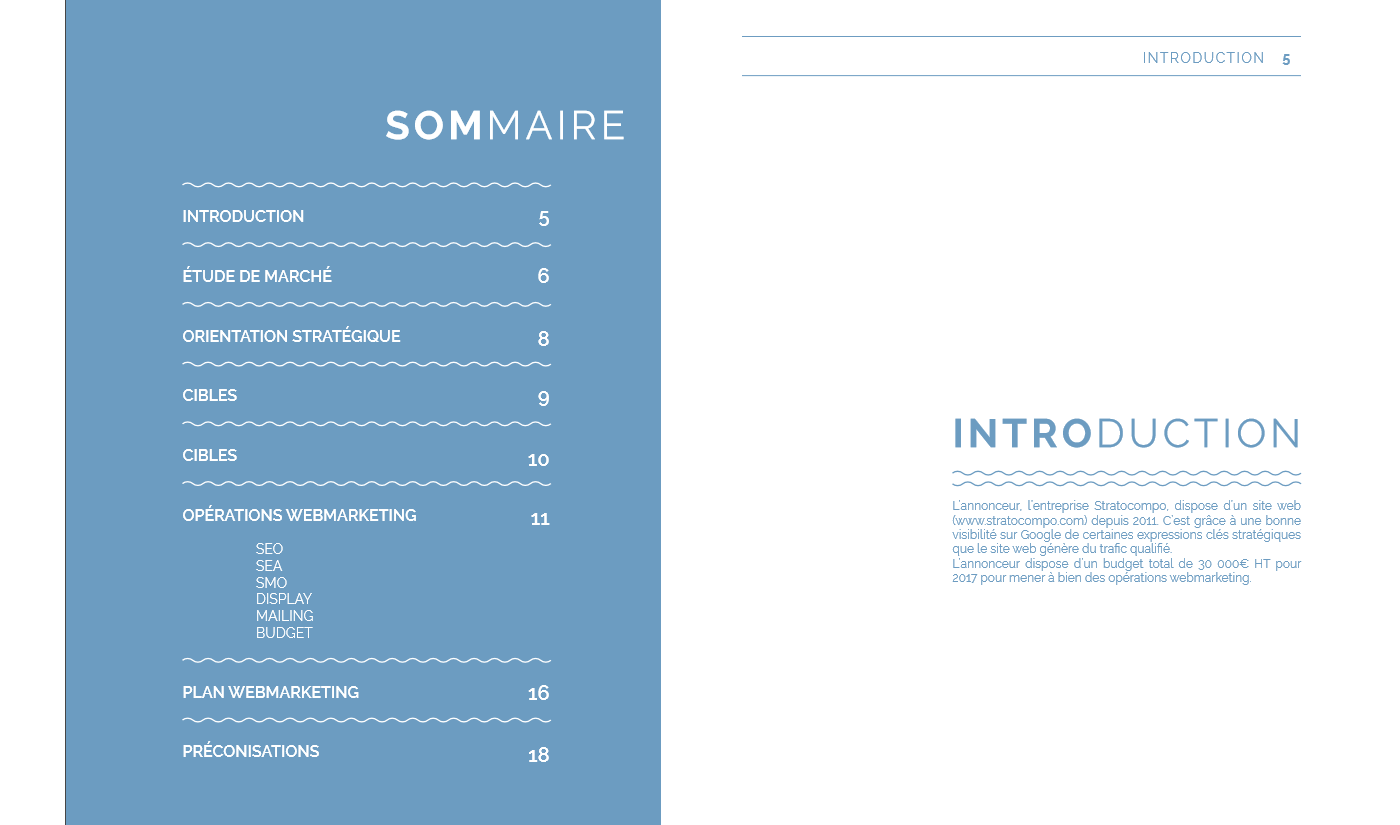 SOMMAIRE
INTRODUCTION 5
ÉTUDE DE MARCHÉ 6
ORIENTATION STRATÉGIQUE 8
CIBLES 9
CIBLES 10
OPÉRATIONS WEBMARKETING 11
SEO
SEA
SMO
DISPLAY
MAILING
BUDGET
PLAN WEBMARKETING 16
PRÉCONISATIONS 18
INTRODUCTION 5
INTRODUCTION
L'annonceur, l'entreprise Stratocompo, dispose d'un site web
(www.stratocompo.com) depuis 2011. C'est grâce à une bonne
visibilité sur Google de certaines expressions clés stratégiques
que le site web génère du trafic qualifié.
L'annonceur dispose d'un budget total de 30 000€ HT pour
2017 pour mener à bien des opérations webmarketing.